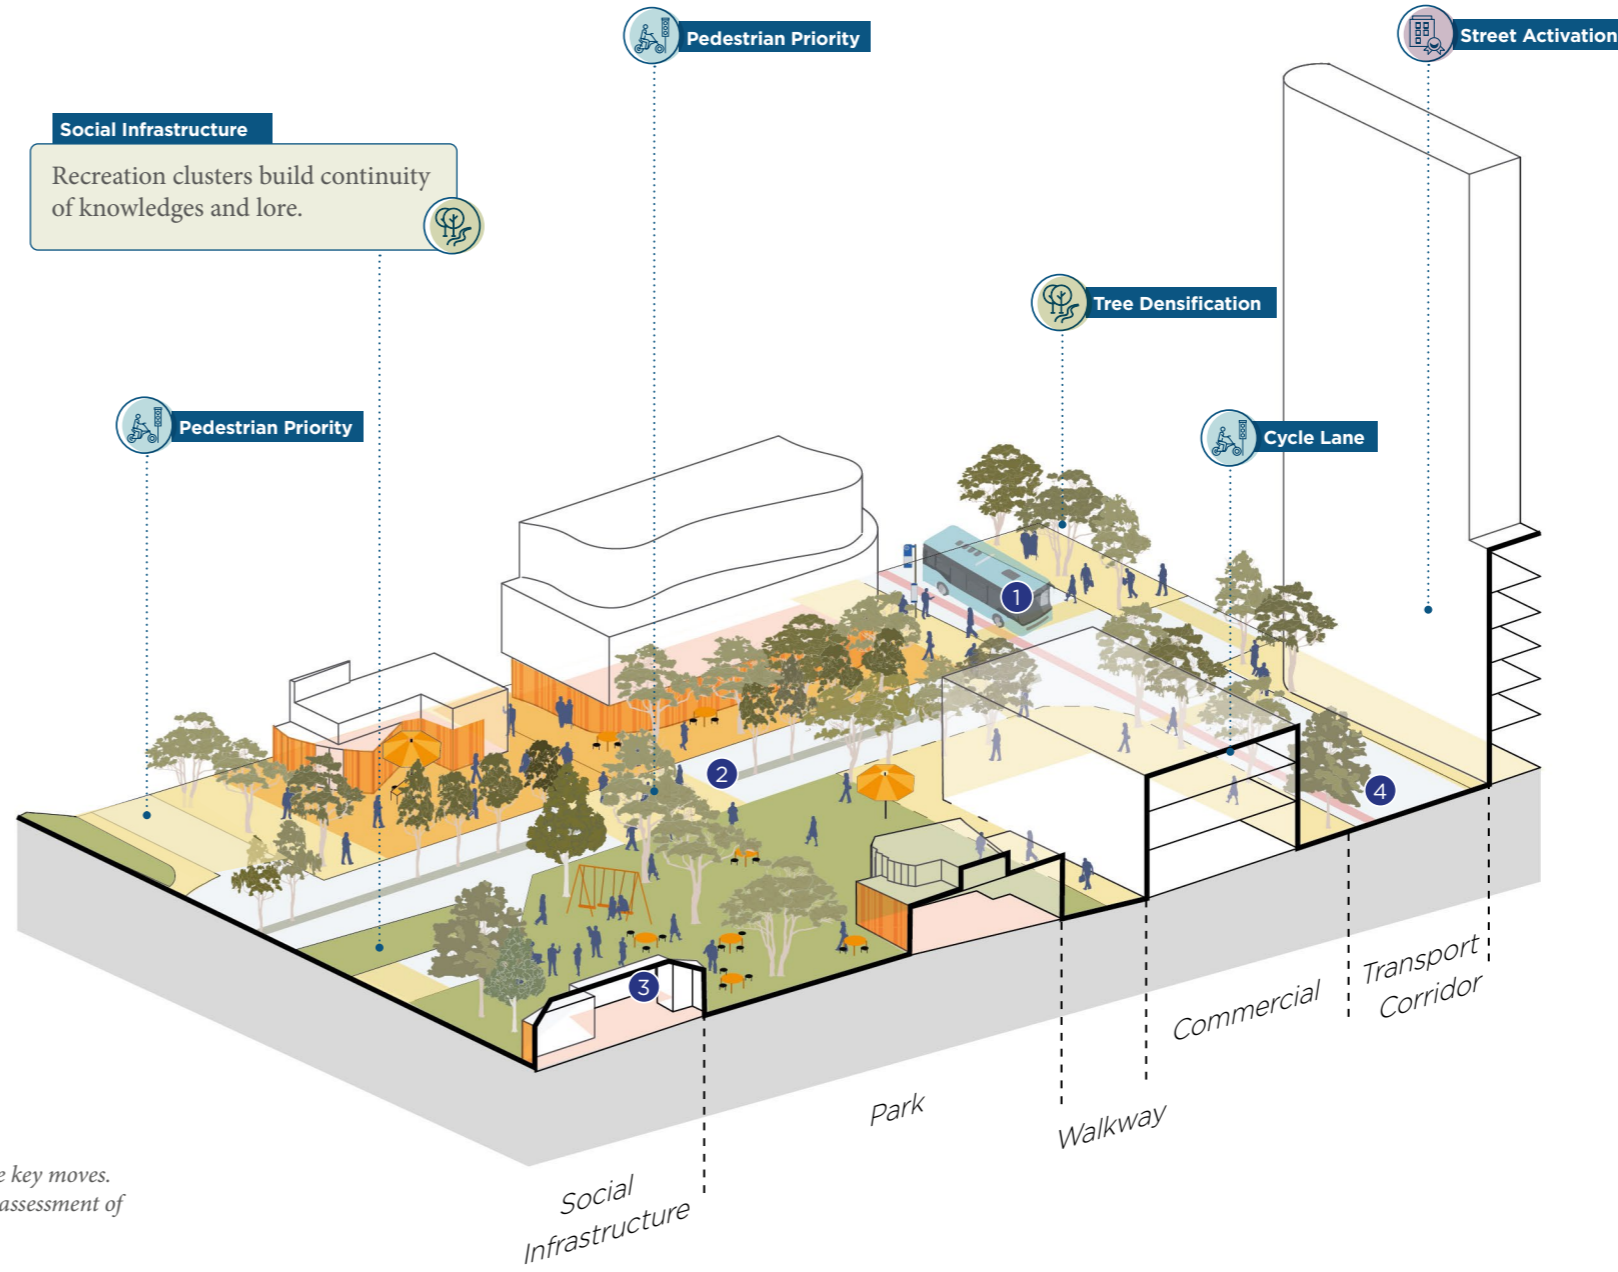 Pedestrian Priority
Street Activation
Social Infrastructure
Recreation clusters build continuity
of knowledges and lore.
Tree Densification
Pedestrian Priority
Cycle Lane
1
2
4
3
Transport
Corridor
Commercial
Park
Walkway
Social
Infrastructure
e key moves.
assessment of